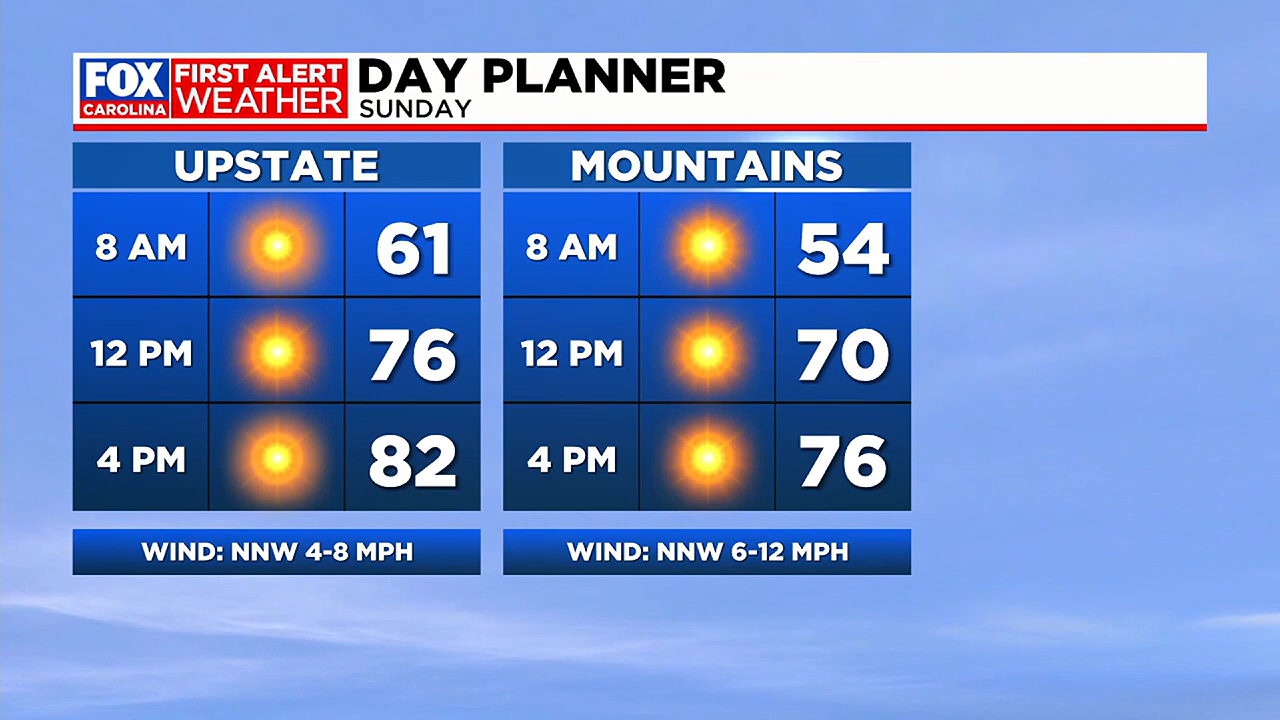 FOX
CAROLINA
FIRST ALERT
WEATHER
DAY PLANNER
SUNDAY
UPSTATE
8 AM 61
12 PM 76
4 PM 82
WIND: NNW 4-8 MPH
MOUNTAINS
8 AM 54
12 PM 70
4 PM 76
WIND: NNW 6-12 MPH